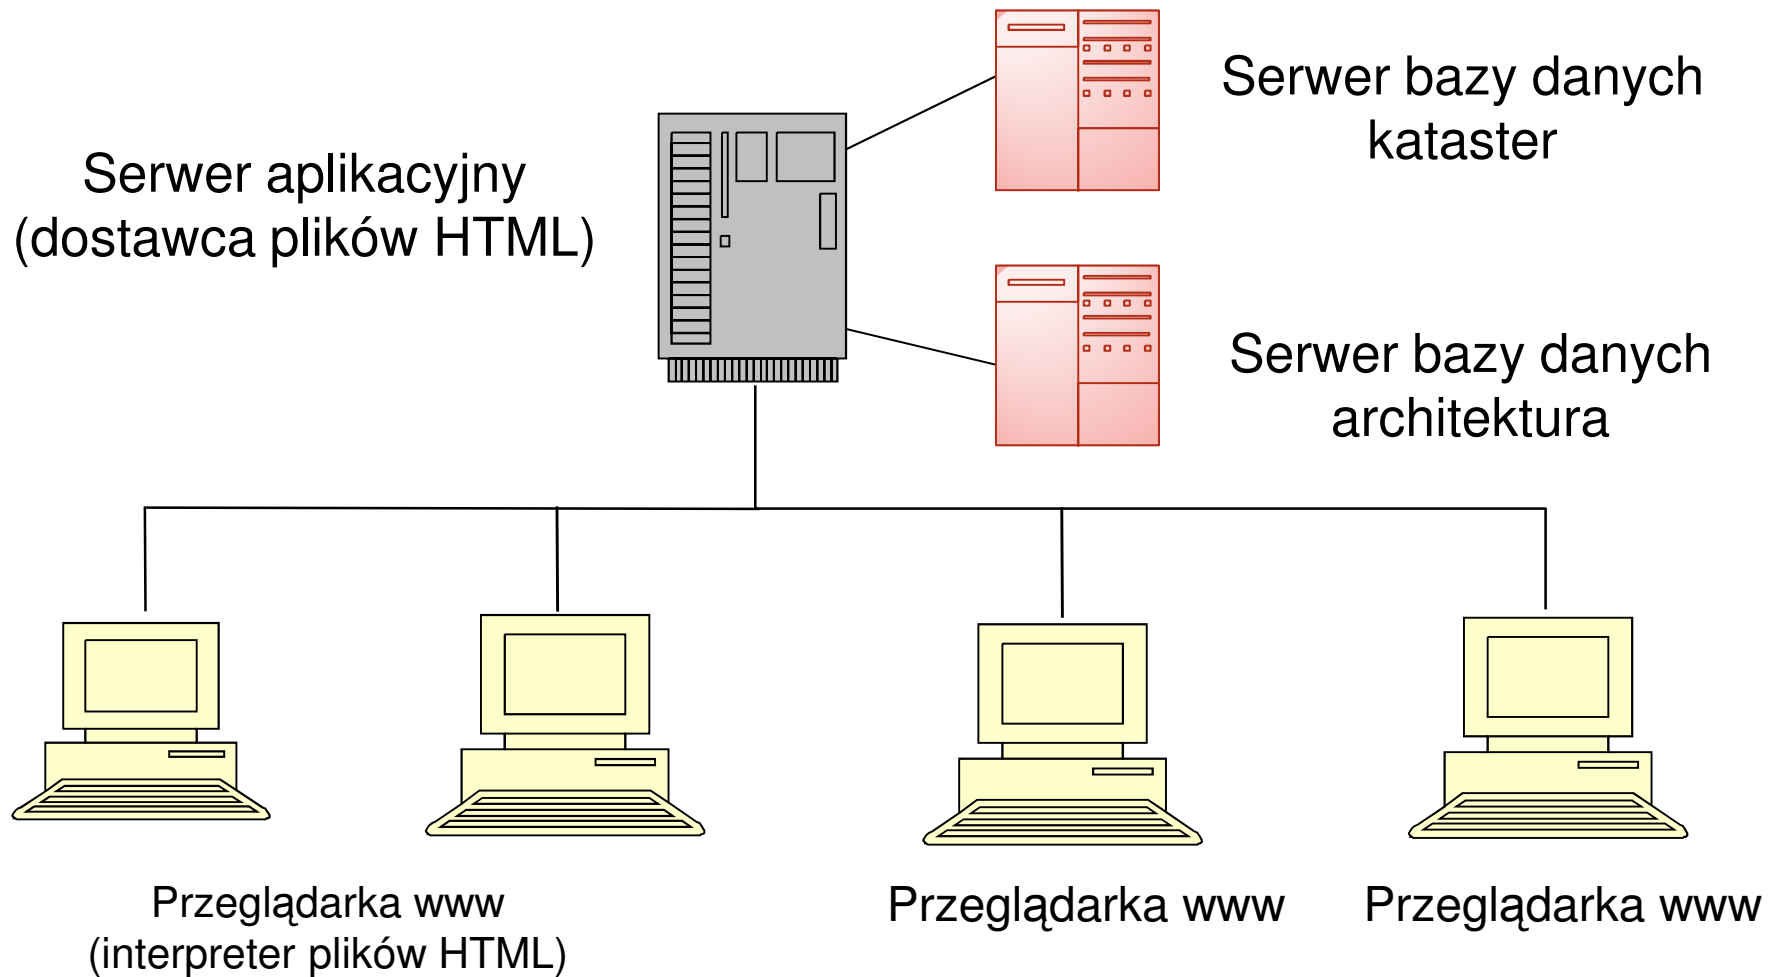 Serwer bazy danych
kataster
Serwer aplikacyjny
(dostawca plików HTML)
Serwer bazy danych
architektura
Przeglądarka www
(interpreter plików HTML)
Przeglądarka www
Przeglądarka www